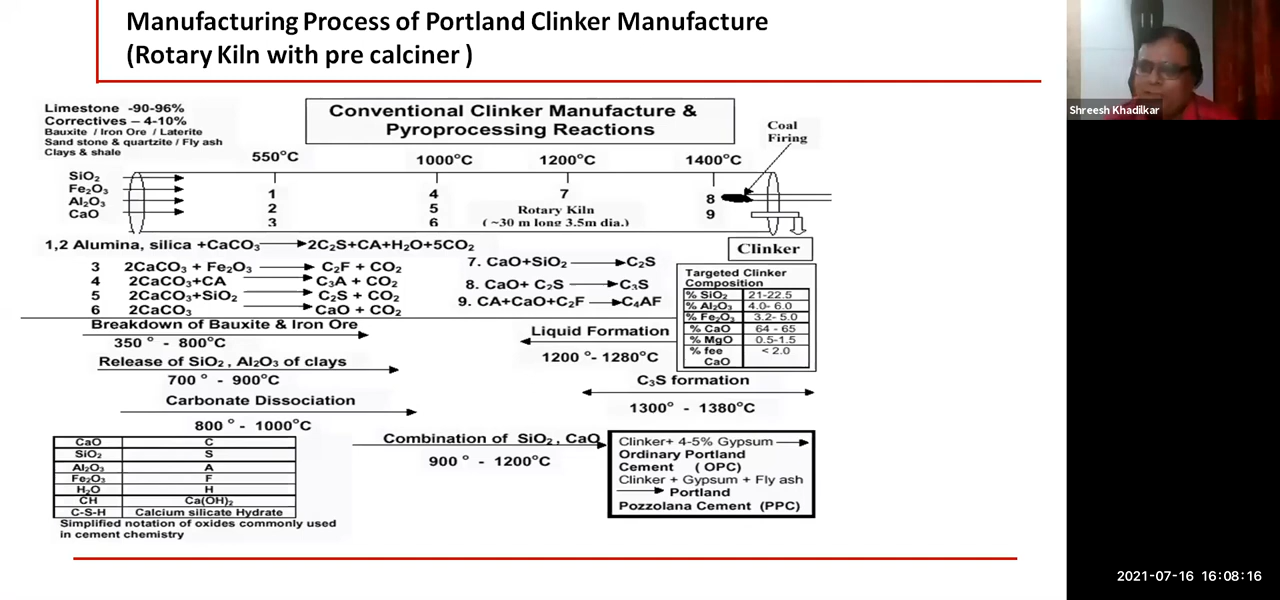 Manufacturing Process of Portland Clinker Manufacture
(Rotary Kiln with pre calciner )
Shreesh Khadilkar
Limestone -90-96%
Correctives – 4-10%
Bauxite / Iron Ore / Laterite
Sand stone & quartzite / Fly ash
Clays & shale
Conventional Clinker Manufacture &
Pyroprocessing Reactions
Coal
Firing
550°C
1000°C
1200°C
1400°C
SiO₂
Fe₂O₃
Al₂O₃
CaO
1
2
3
4
5
6
7
Rotary Kiln
( ~30 m long 3.5m dia.)
8
9
Clinker
1,2 Alumina, silica +CaCO₃ → 2C₂S+CA+H₂O+5CO₂
3 2CaCO₃ + Fe₂O₃ → C₂F + CO₂
4 2CaCO₃+CA → C₃A + CO₂
5 2CaCO₃+SiO₂ → C₂S + CO₂
6 2CaCO₃ → CaO + CO₂
7. CaO+SiO₂ → C₂S
8. CaO+ C₂S → C₃S
9. CA+CaO+C₂F → C₄AF
Targeted Clinker
Composition
% SiO₂ 21-22.5
% Al₂O₃ 4.0- 6.0
% Fe₂O₃ 3.2- 5.0
% CaO 64 - 65
% MgO 0.5-1.5
% fee < 2.0
CaO
Breakdown of Bauxite & Iron Ore
350 ° - 800°C
Release of SiO₂ , Al₂O₃ of clays
700 ° - 900°C
Carbonate Dissociation
800 ° - 1000°C
Liquid Formation
1200 °- 1280°C
C₃S formation
1300° - 1380°C
Combination of SiO₂, CaO
900 ° - 1200°C
CaO C
SiO₂ S
Al₂O₃ A
Fe₂O₃ F
H₂O H
CH Ca(OH)₂
C-S-H Calcium silicate Hydrate
Simplified notation of oxides commonly used
in cement chemistry
Clinker+ 4-5% Gypsum →
Ordinary Portland
Cement ( OPC)
Clinker + Gypsum + Fly ash
→ Portland
Pozzolana Cement (PPC)
2021-07-16 16:08:16